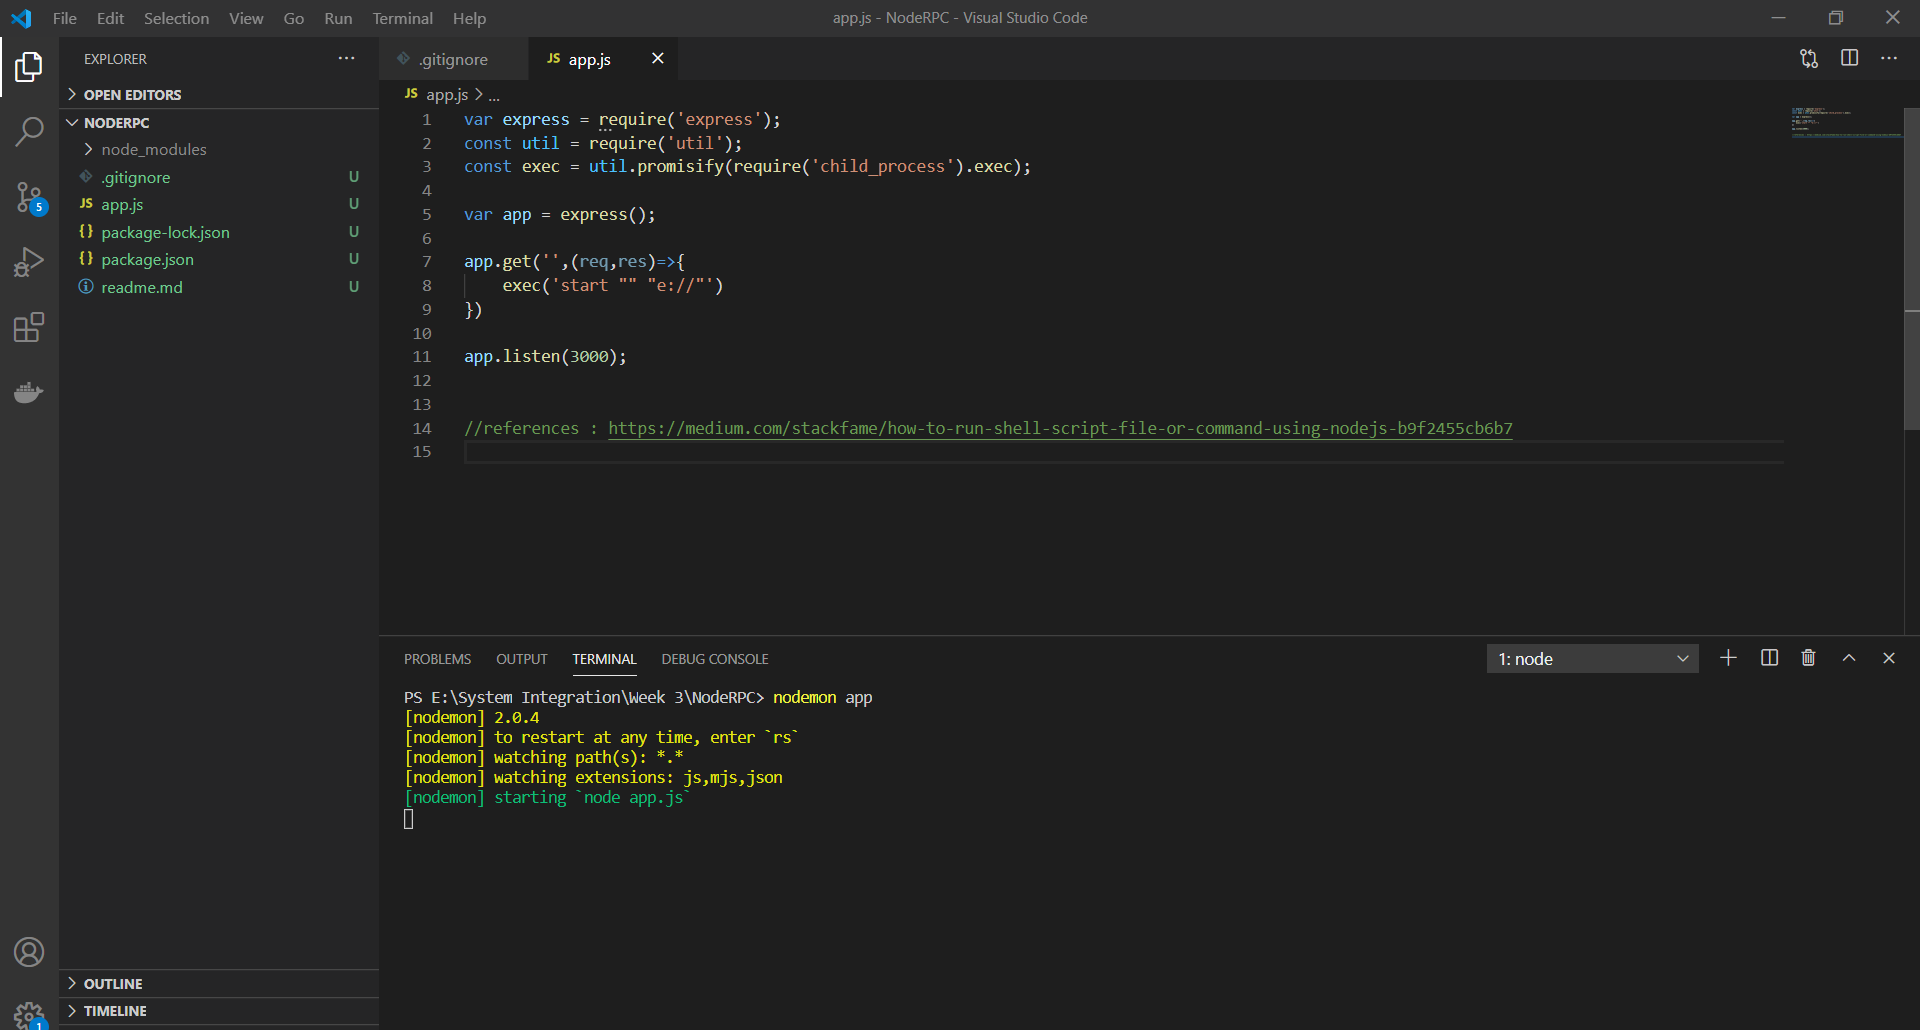 File Edit Selection View Go Run Terminal Help
app.js - NodeRPC - Visual Studio Code
EXPLORER
OPEN EDITORS
NODERPC
node_modules
.gitignore U
JS app.js U
{} package-lock.json U
{} package.json U
readme.md U
OUTLINE
TIMELINE
5
1
.gitignore
JS app.js
JS app.js > ...
1 var express = require('express');
2 const util = require('util');
3 const exec = util.promisify(require('child_process').exec);
4
5 var app = express();
6
7 app.get('',(req,res)=>{
8 exec('start "" "e://"')
9 })
10
11 app.listen(3000);
12
13
14 //references : https://medium.com/stackfame/how-to-run-shell-script-file-or-command-using-nodejs-b9f2455cb6b7
15
PROBLEMS OUTPUT TERMINAL DEBUG CONSOLE
1: node
PS E:\System Integration\Week 3\NodeRPC> nodemon app
[nodemon] 2.0.4
[nodemon] to restart at any time, enter `rs`
[nodemon] watching path(s): *.*
[nodemon] watching extensions: js,mjs,json
[nodemon] starting `node app.js`